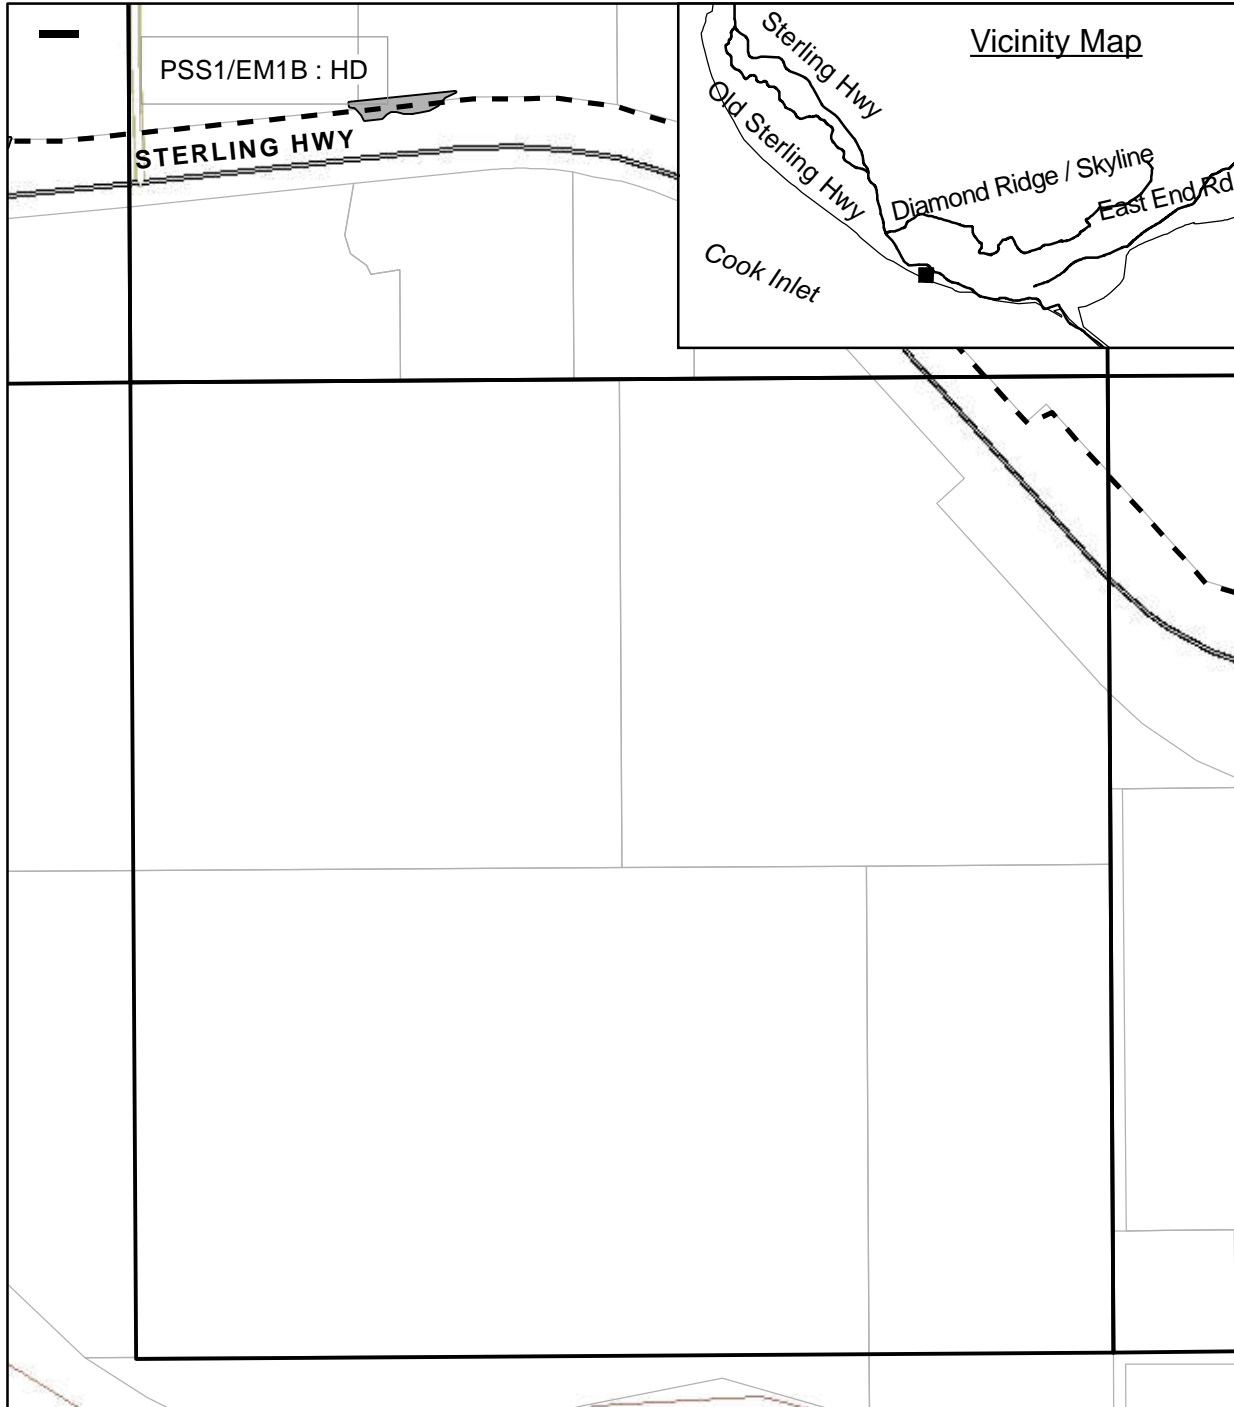 PSS1/EM1B : HD
STERLING HWY
Vicinity Map
Sterling Hwy
Old Sterling Hwy
Diamond Ridge / Skyline
East End Rd
Cook Inlet